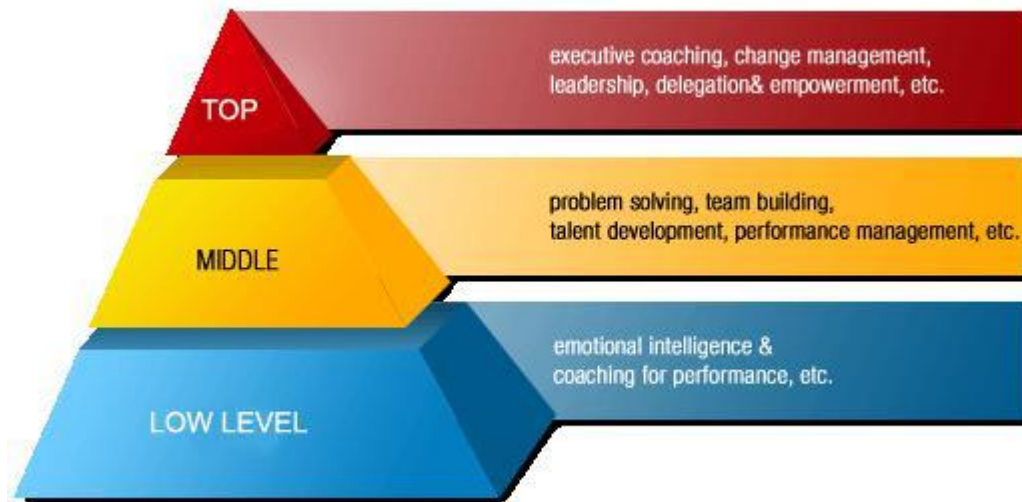 TOP
executive coaching, change management,
leadership, delegation& empowerment, etc.
MIDDLE
problem solving, team building,
talent development, performance management, etc.
LOW LEVEL
emotional intelligence &
coaching for performance, etc.